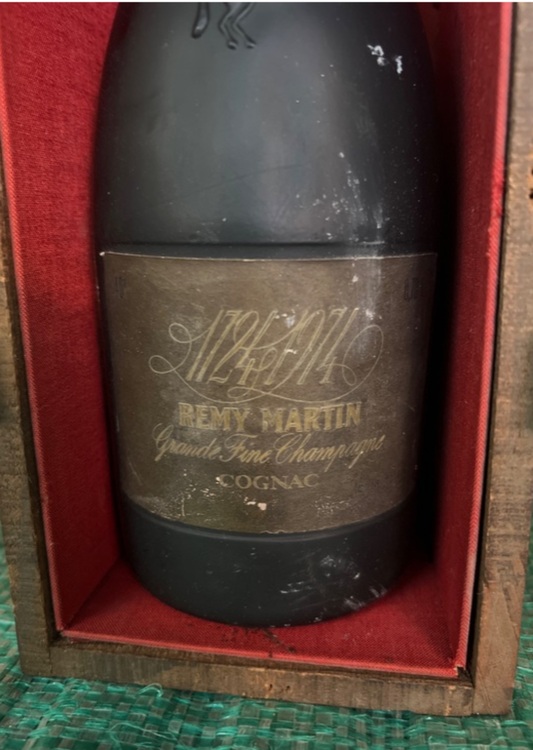 1724-1974
REMY MARTIN
Grande Fine Champagne
COGNAC